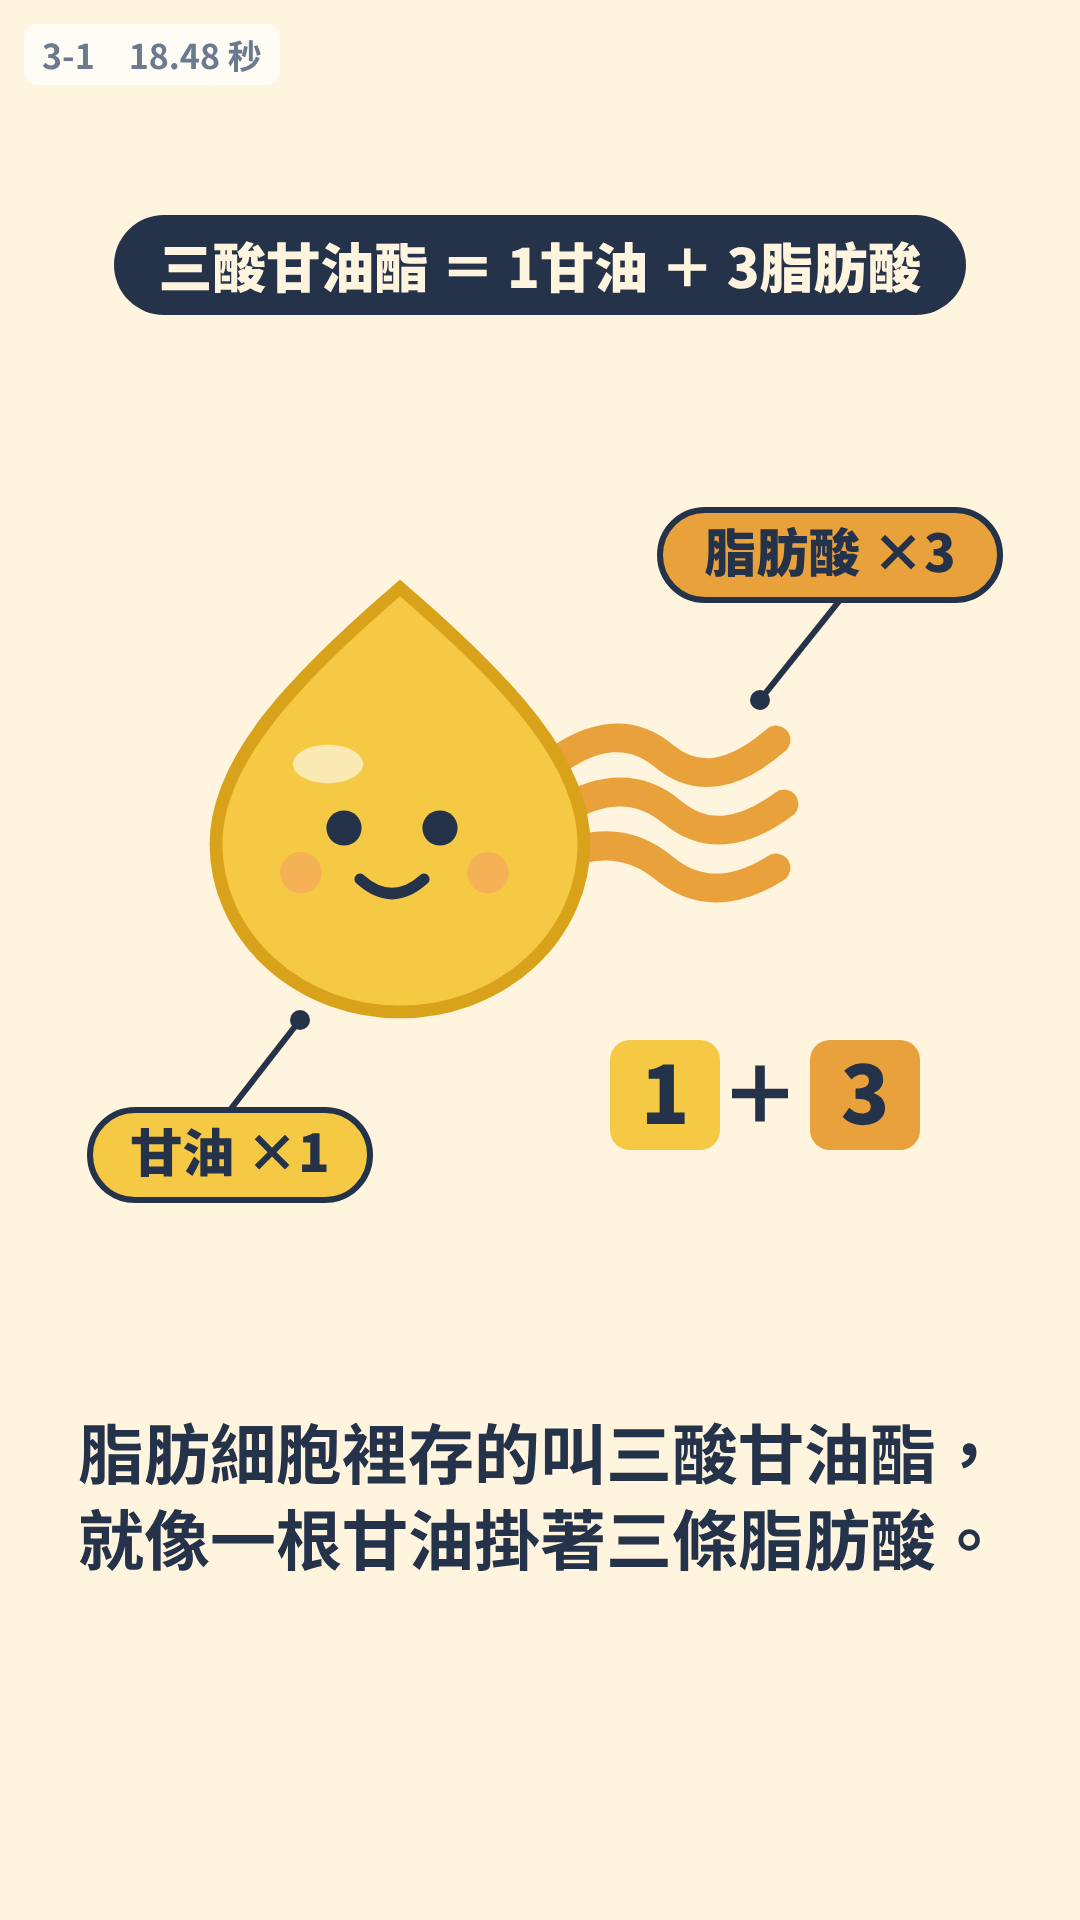 3-1 18.48 秒
三酸甘油酯 = 1甘油 + 3脂肪酸
脂肪酸 ×3
1 + 3
甘油 ×1
脂肪細胞裡存的叫三酸甘油酯，
就像一根甘油掛著三條脂肪酸。